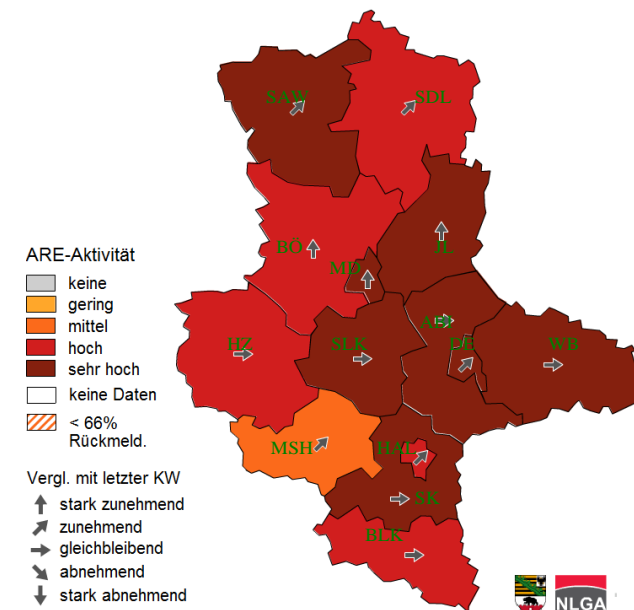 SAW
SDL
BÖ
MD
JL
ARE-Aktivität
keine
gering
mittel
hoch
sehr hoch
keine Daten
< 66%
Rückmeld.
HZ
SLK
ABI
DE
WB
MSH
HAL
SK
BLK
Vergl. mit letzter KW
stark zunehmend
zunehmend
gleichbleibend
abnehmend
stark abnehmend
NLGA